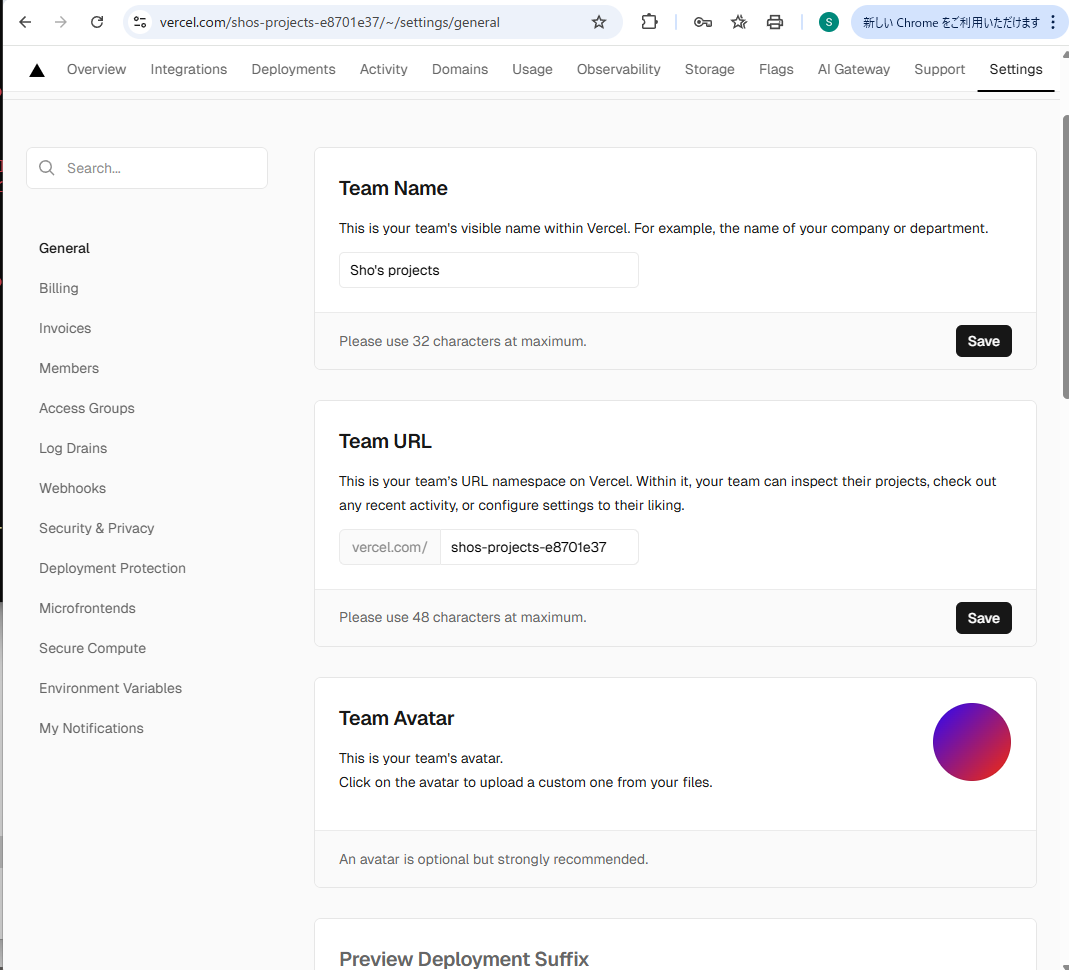 vercel.com/shos-projects-e8701e37/~/settings/general
S
新しい Chrome をご利用いただけます
Overview Integrations Deployments Activity Domains Usage Observability Storage Flags AI Gateway Support Settings
Search...
General
Billing
Invoices
Members
Access Groups
Log Drains
Webhooks
Security & Privacy
Deployment Protection
Microfrontends
Secure Compute
Environment Variables
My Notifications
Team Name
This is your team's visible name within Vercel. For example, the name of your company or department.
Sho's projects
Please use 32 characters at maximum.
Save
Team URL
This is your team's URL namespace on Vercel. Within it, your team can inspect their projects, check out
any recent activity, or configure settings to their liking.
vercel.com/ shos-projects-e8701e37
Please use 48 characters at maximum.
Save
Team Avatar
This is your team's avatar.
Click on the avatar to upload a custom one from your files.
An avatar is optional but strongly recommended.
Preview Deployment Suffix